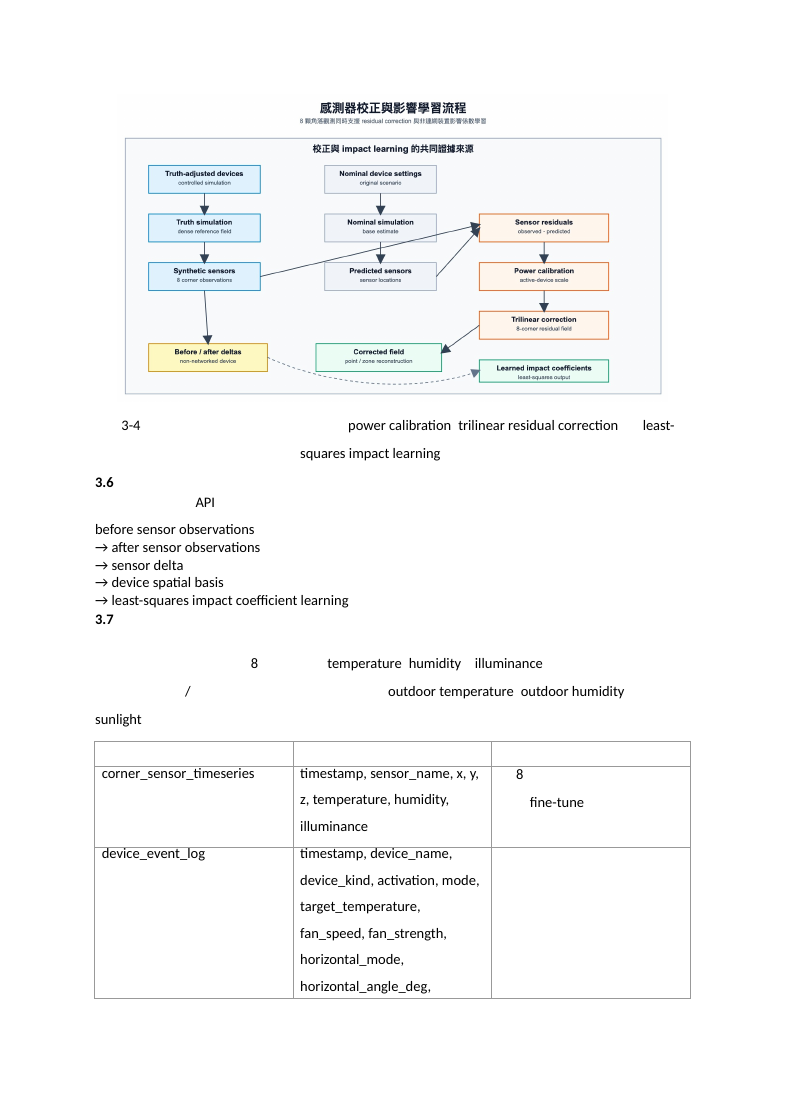 感測器校正與影響學習流程
8 顆角落觀測同時支援 residual correction 與非連網裝置影響係數學習
校正與 impact learning 的共同證據來源
Truth-adjusted devices
controlled simulation
Nominal device settings
original scenario
Truth simulation
dense reference field
Nominal simulation
base estimate
Sensor residuals
observed - predicted
Synthetic sensors
8 corner observations
Predicted sensors
sensor locations
Power calibration
active-device scale
Trilinear correction
8-corner residual field
Before / after deltas
non-networked device
Corrected field
point / zone reconstruction
Learned impact coefficients
least-squares output
3-4 power calibration trilinear residual correction least-
squares impact learning
3.6
API
before sensor observations
→ after sensor observations
→ sensor delta
→ device spatial basis
→ least-squares impact coefficient learning
3.7
8 temperature humidity illuminance
/ outdoor temperature outdoor humidity
sunlight
corner_sensor_timeseries
timestamp, sensor_name, x, y,
z, temperature, humidity,
illuminance
8
fine-tune
device_event_log
timestamp, device_name,
device_kind, activation, mode,
target_temperature,
fan_speed, fan_strength,
horizontal_mode,
horizontal_angle_deg,